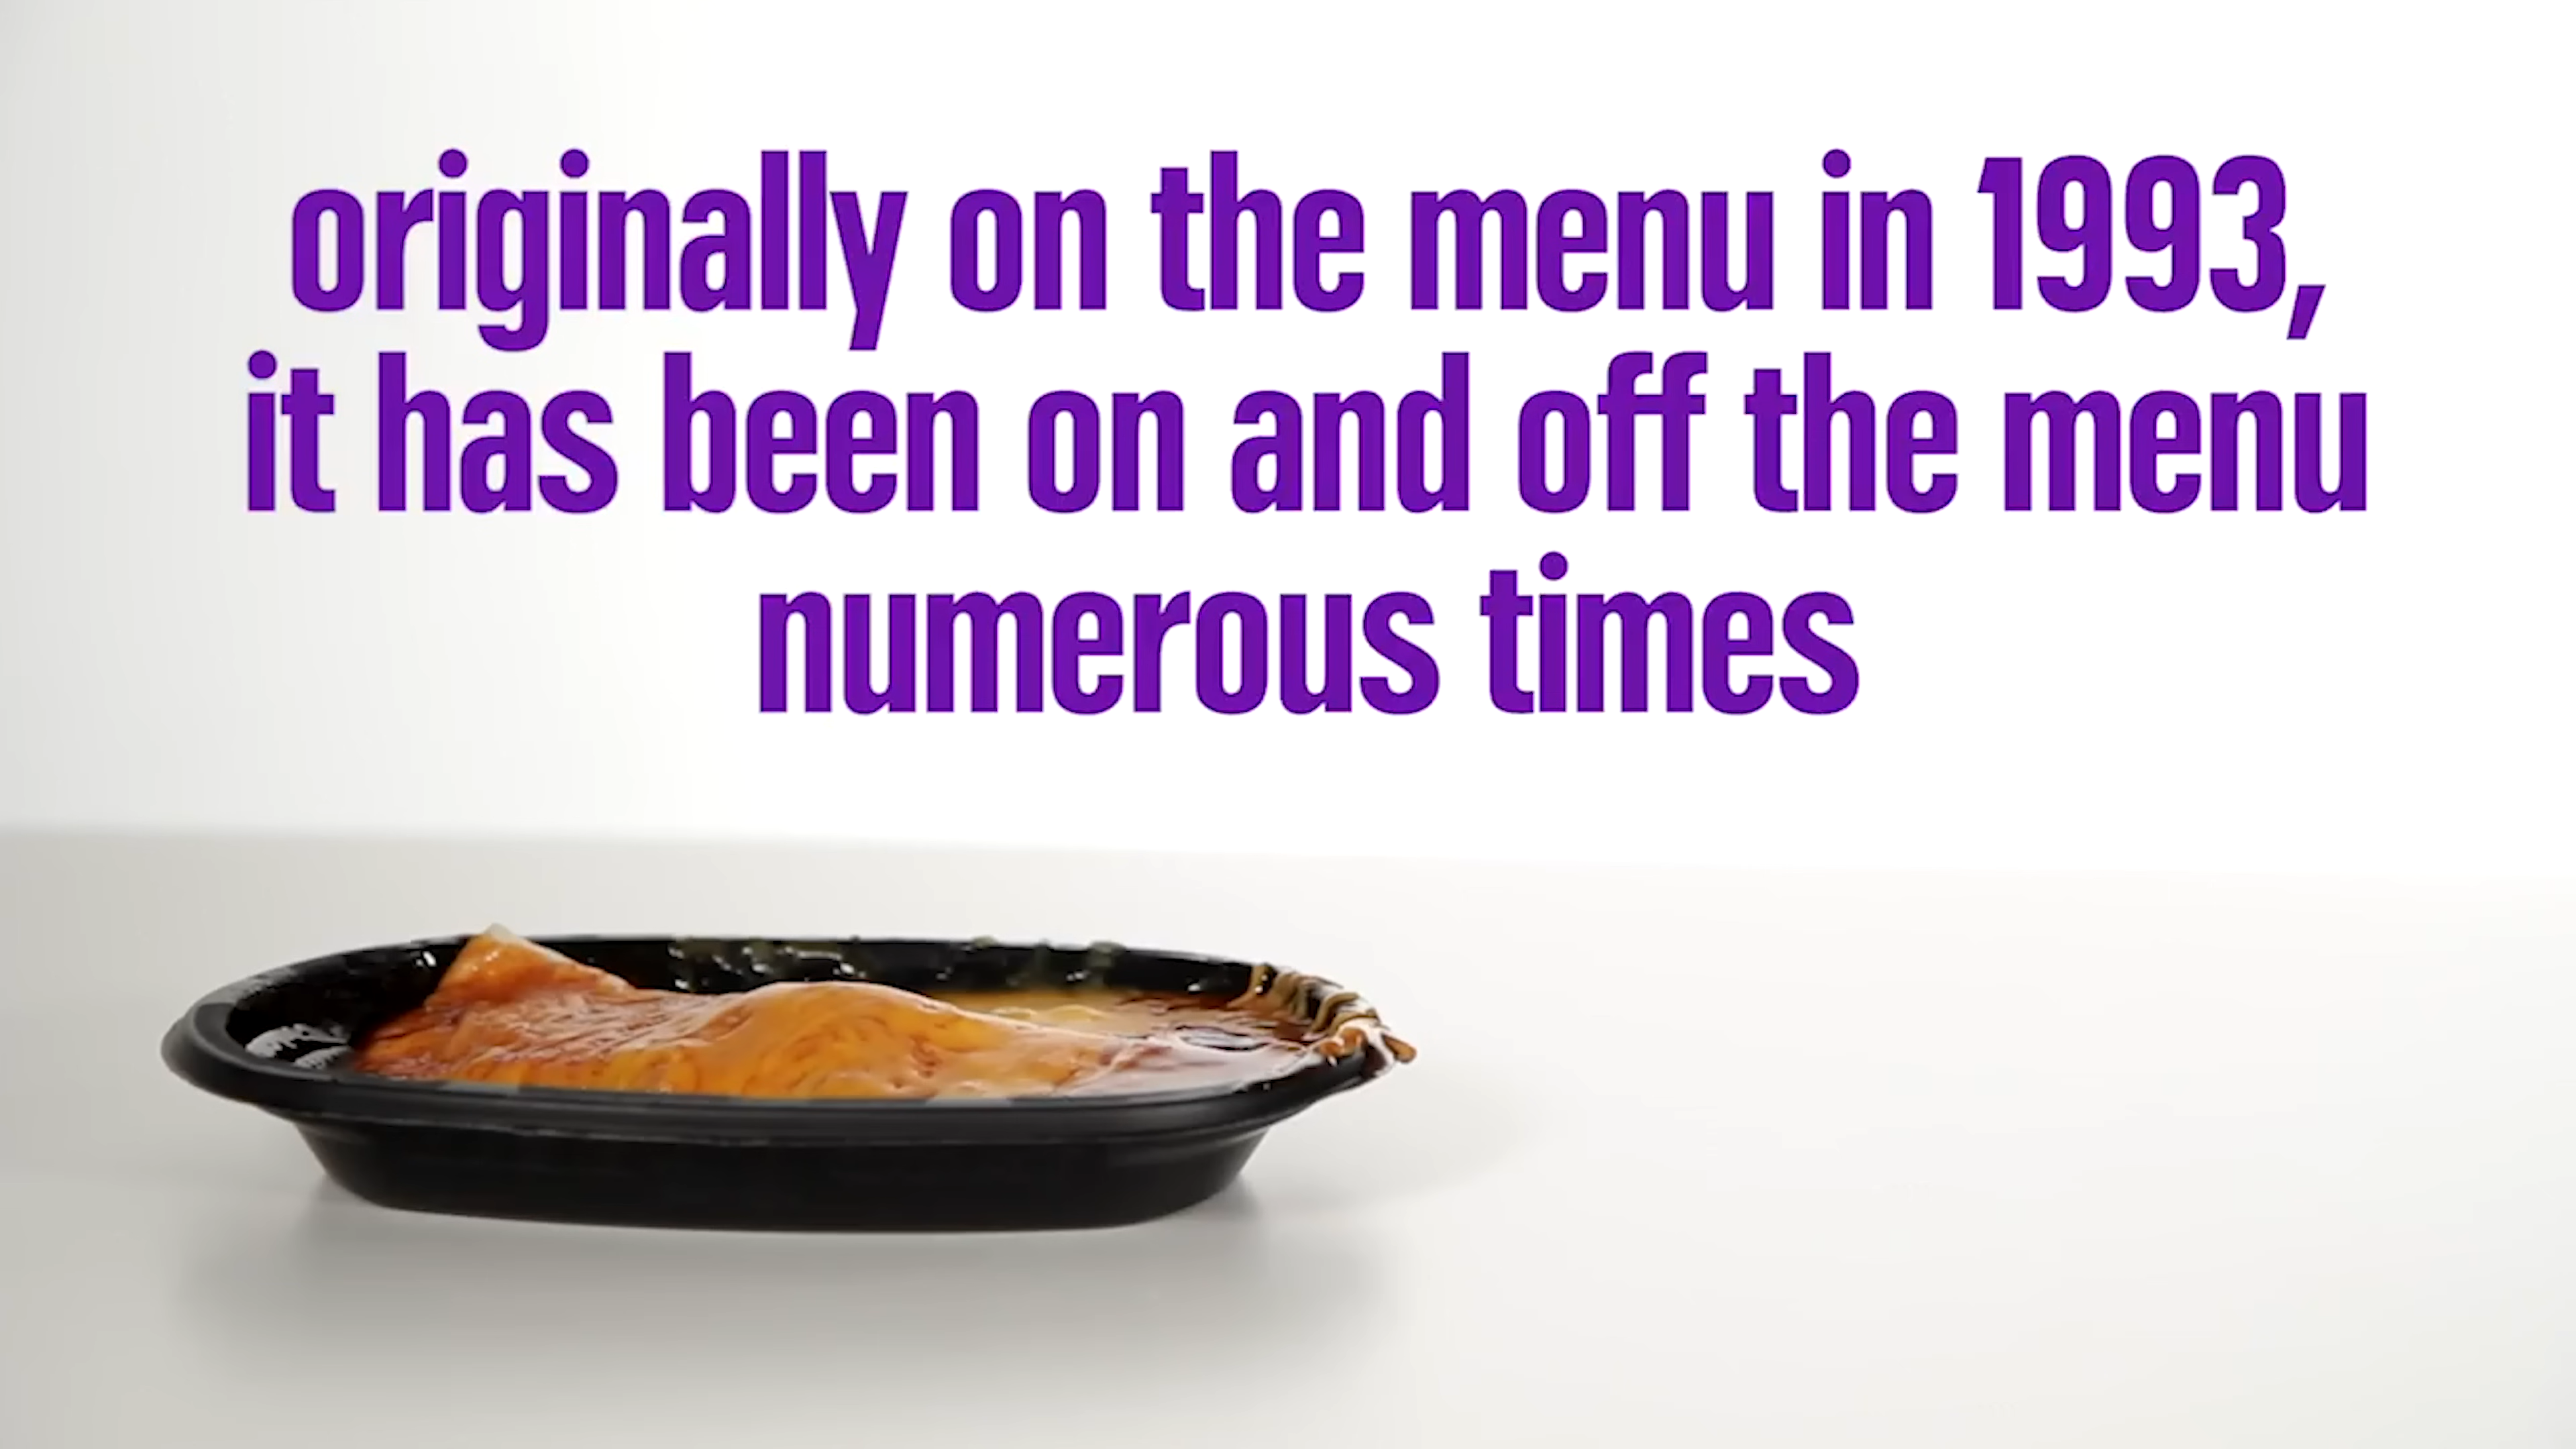 originally on the menu in 1993,
it has been on and off the menu
numerous times